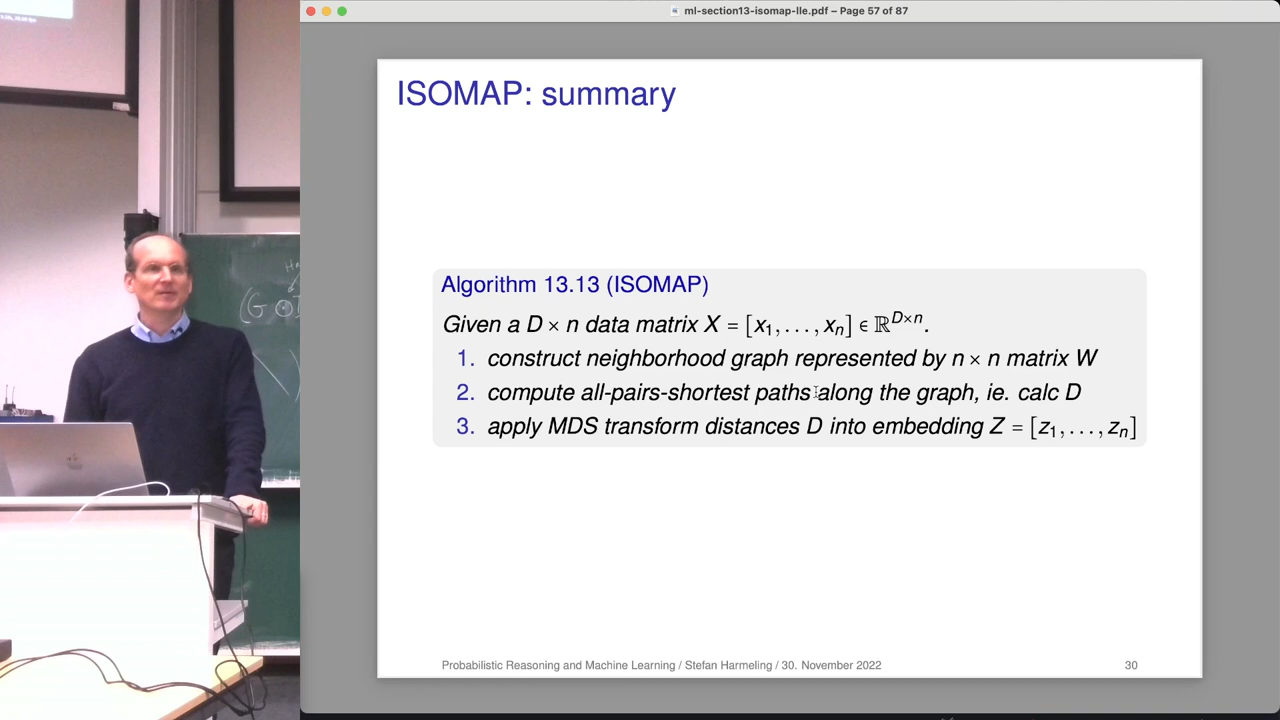 ml-section13-isomap-lle.pdf – Page 57 of 87
ISOMAP: summary
Algorithm 13.13 (ISOMAP)
Given a D × n data matrix X = [x₁, . . . , xₙ] ∈ ℝᴰˣⁿ.
1. construct neighborhood graph represented by n × n matrix W
2. compute all-pairs-shortest paths along the graph, ie. calc D
3. apply MDS transform distances D into embedding Z = [z₁, . . . , zₙ]
Probabilistic Reasoning and Machine Learning / Stefan Harmeling / 30. November 2022
30